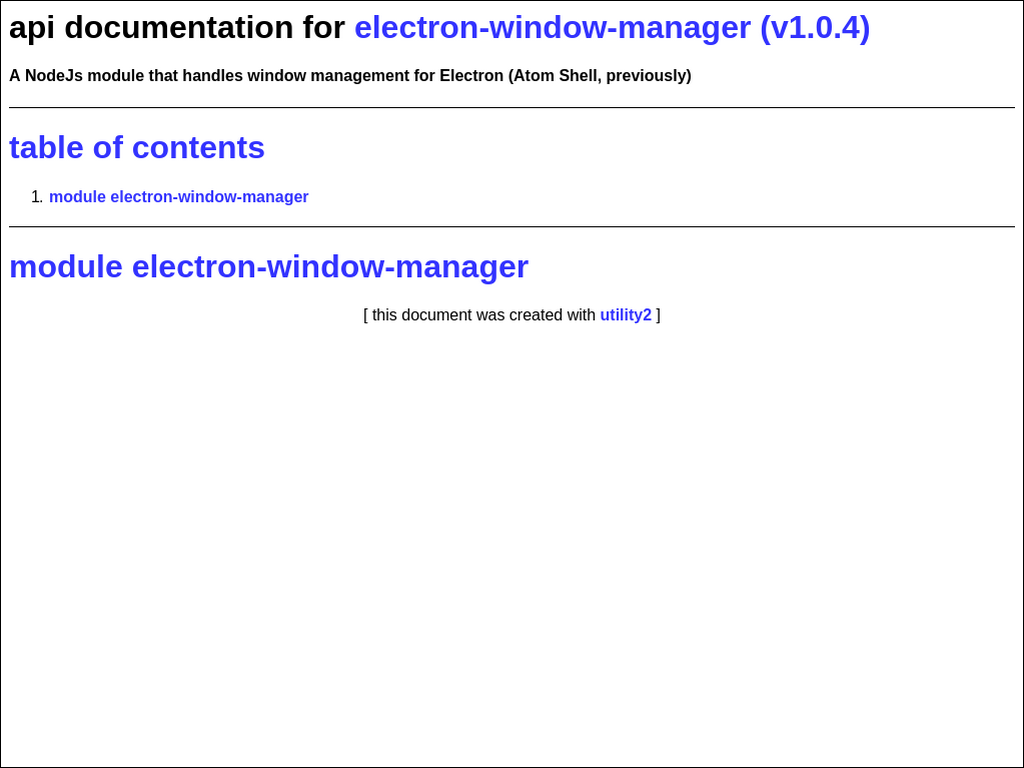 api documentation for electron-window-manager (v1.0.4)
A NodeJs module that handles window management for Electron (Atom Shell, previously)
table of contents
1. module electron-window-manager
module electron-window-manager
[ this document was created with utility2 ]